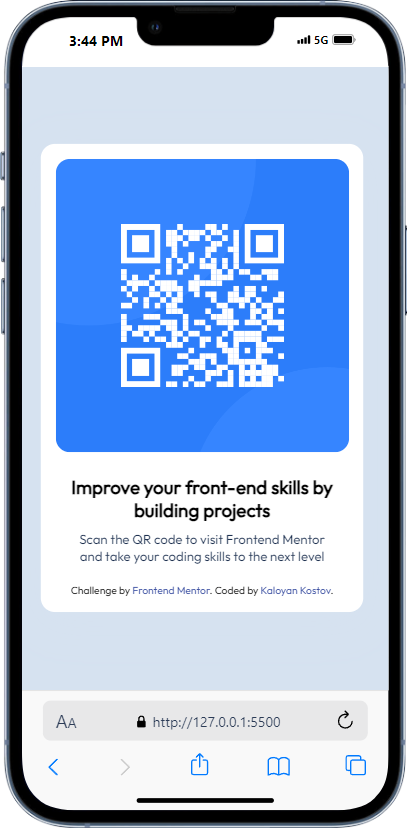 3:44 PM
5G
Improve your front-end skills by
building projects
Scan the QR code to visit Frontend Mentor
and take your coding skills to the next level
Challenge by Frontend Mentor. Coded by Kaloyan Kostov.
AA
http://127.0.0.1:5500